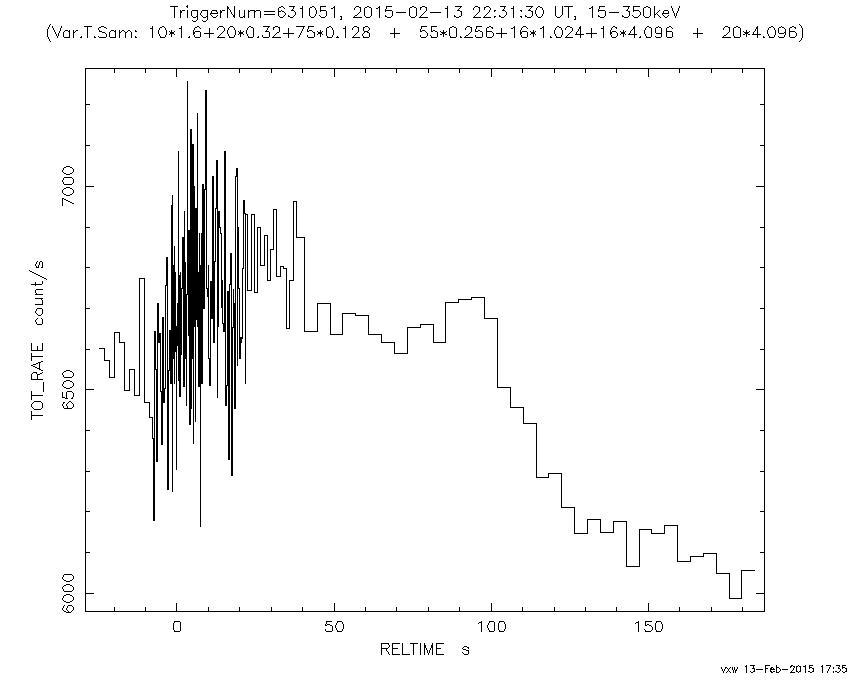 TriggerNum=631051, 2015-02-13 22:31:30 UT, 15-350keV
(Var.T.Sam: 10*1.6+20*0.32+75*0.128 + 55*0.256+16*1.024+16*4.096 + 20*4.096)
TOT_RATE count/s
7000
6500
6000
0 50 100 150
RELTIME s
vxw 13-Feb-2015 17:35